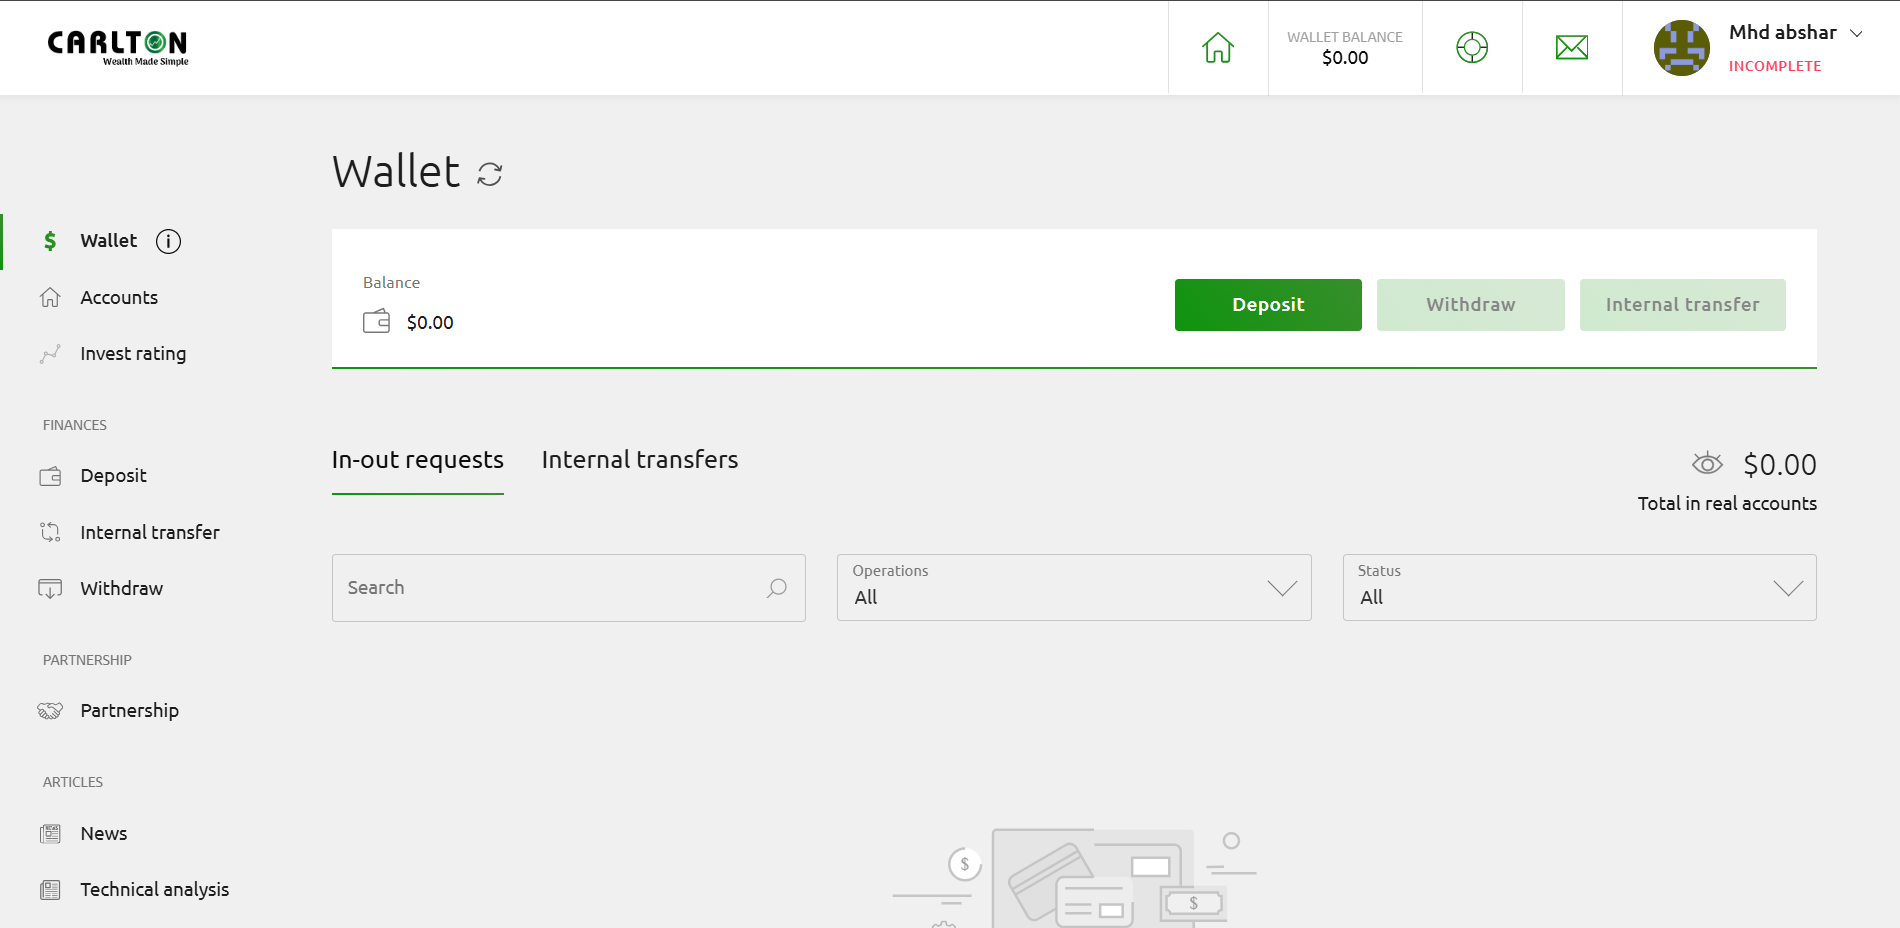 CARLTON
Wealth Made Simple
WALLET BALANCE
$0.00
Mhd abshar
INCOMPLETE
Wallet
Wallet
Accounts
Invest rating
FINANCES
Deposit
Internal transfer
Withdraw
PARTNERSHIP
Partnership
ARTICLES
News
Technical analysis
Balance
$0.00
Deposit
Withdraw
Internal transfer
In-out requests
Internal transfers
$0.00
Total in real accounts
Search
Operations
All
Status
All
$
$